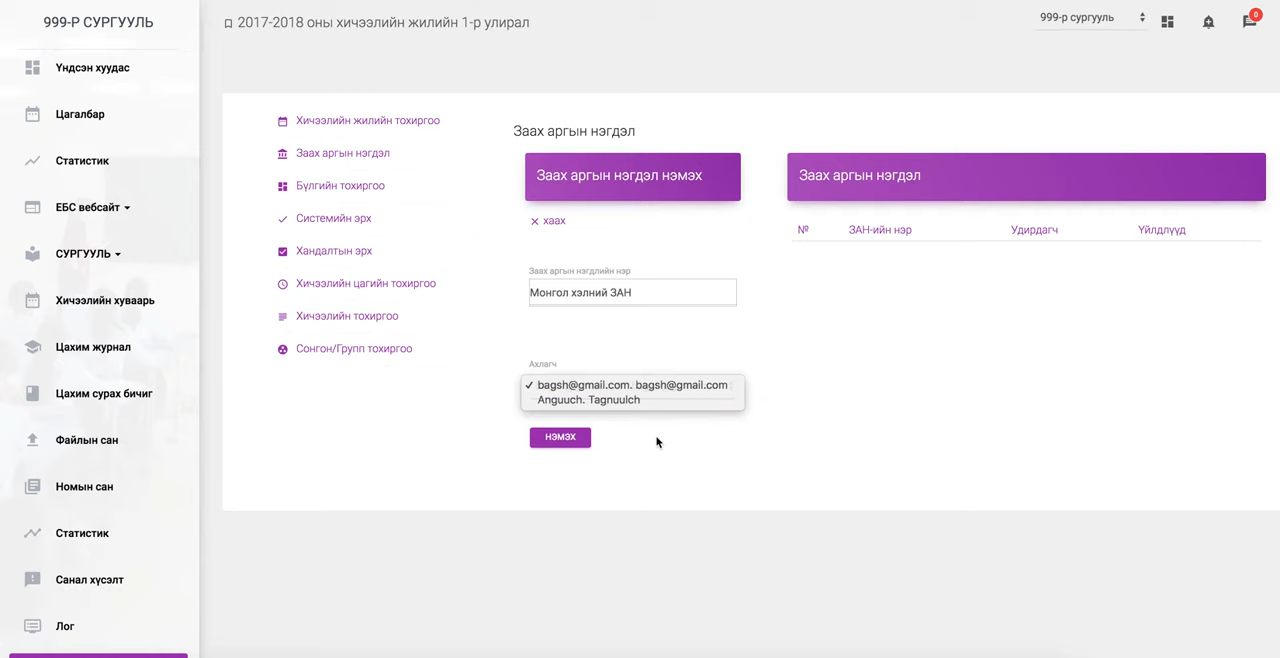 999-Р СУРГУУЛЬ
Үндсэн хуудас
Цагалбар
Статистик
ЕБС вебсайт
СУРГУУЛЬ
Хичээлийн хуваарь
Цахим журнал
Цахим сурах бичиг
Файлын сан
Номын сан
Статистик
Санал хүсэлт
Лог
2017-2018 оны хичээлийн жилийн 1-р улирал
999-р сургууль
0
Хичээлийн жилийн тохиргоо
Заах аргын нэгдэл
Бүлгийн тохиргоо
Системийн эрх
Хандалтын эрх
Хичээлийн цагийн тохиргоо
Хичээлийн тохиргоо
Сонгон/Групп тохиргоо
Заах аргын нэгдэл
Заах аргын нэгдэл нэмэх
× хаах
Заах аргын нэгдлийн нэр
Монгол хэлний ЗАН
Ахлагч
✓ bagsh@gmail.com. bagsh@gmail.com
Anguuch. Tagnuulch
НЭМЭХ
Заах аргын нэгдэл
№ ЗАН-ийн нэр Удирдагч Үйлдлүүд